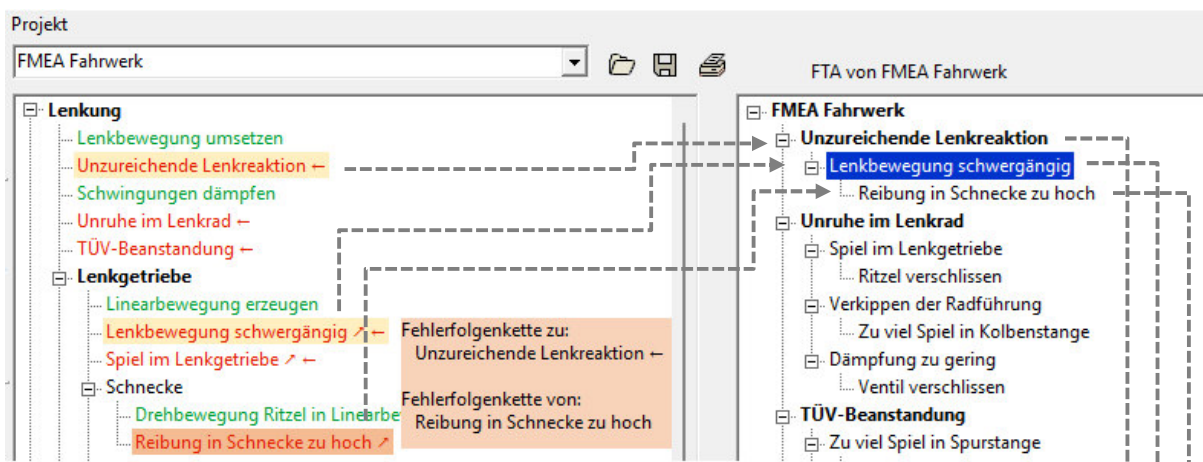 Projekt
FMEA Fahrwerk
FTA von FMEA Fahrwerk
Lenkung
Lenkbewegung umsetzen
Unzureichende Lenkreaktion ←
Schwingungen dämpfen
Unruhe im Lenkrad ←
TÜV-Beanstandung ←
Lenkgetriebe
Linearbewegung erzeugen
Lenkbewegung schwergängig ↗ ←
Spiel im Lenkgetriebe ↗ ←
Schnecke
Drehbewegung Ritzel in Linearbe
Reibung in Schnecke zu hoch ↗
Fehlerfolgenkette zu:
Unzureichende Lenkreaktion ←
Fehlerfolgenkette von:
Reibung in Schnecke zu hoch
FMEA Fahrwerk
Unzureichende Lenkreaktion
Lenkbewegung schwergängig
Reibung in Schnecke zu hoch
Unruhe im Lenkrad
Spiel im Lenkgetriebe
Ritzel verschlissen
Verkippen der Radführung
Zu viel Spiel in Kolbenstange
Dämpfung zu gering
Ventil verschlissen
TÜV-Beanstandung
Zu viel Spiel in Spurstange